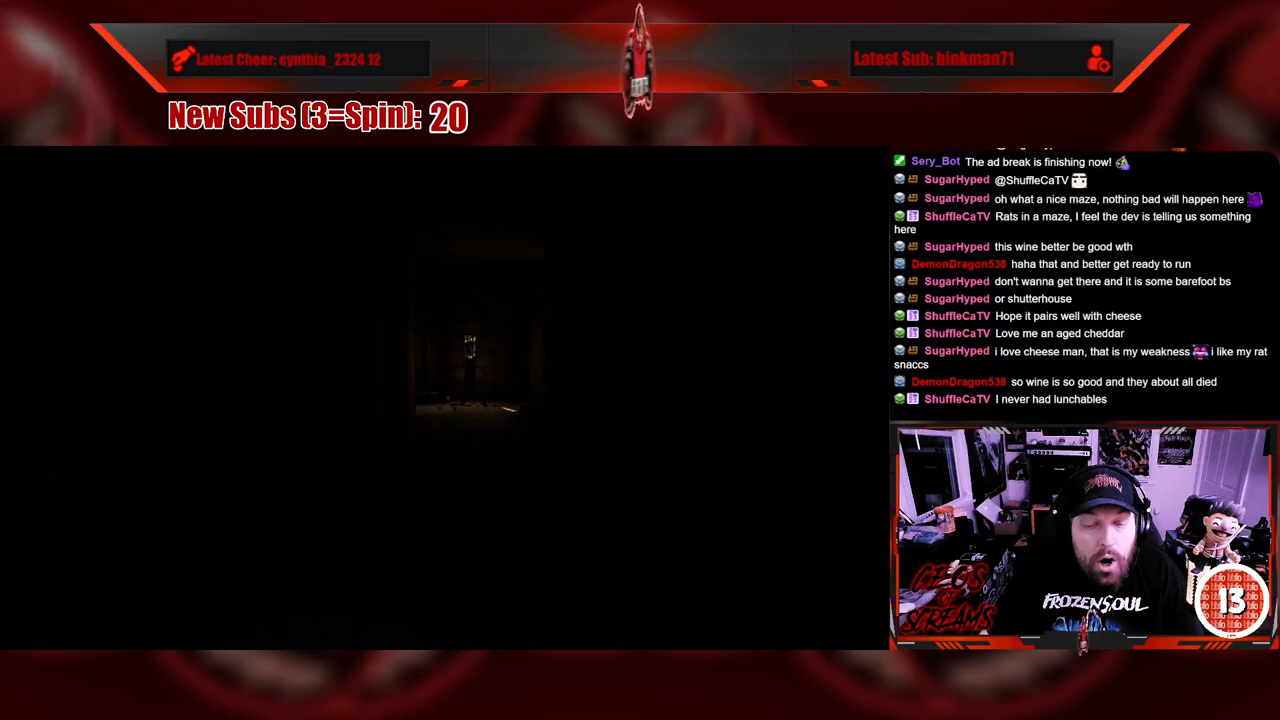 Latest Cheer: cynthia_2324 12
Latest Sub: binkman71
New Subs (3=Spin): 20
Sery_Bot The ad break is finishing now!
SugarHyped @ShuffleCaTV
SugarHyped oh what a nice maze, nothing bad will happen here
ShuffleCaTV Rats in a maze, I feel the dev is telling us something
here
SugarHyped this wine better be good wth
DemonDragon538 haha that and better get ready to run
SugarHyped don't wanna get there and it is some barefoot bs
SugarHyped or shutterhouse
ShuffleCaTV Hope it pairs well with cheese
ShuffleCaTV Love me an aged cheddar
SugarHyped i love cheese man, that is my weakness i like my rat
snaccs
DemonDragon538 so wine is so good and they about all died
ShuffleCaTV I never had lunchables
FROZEN SOUL
SCREAMS
13